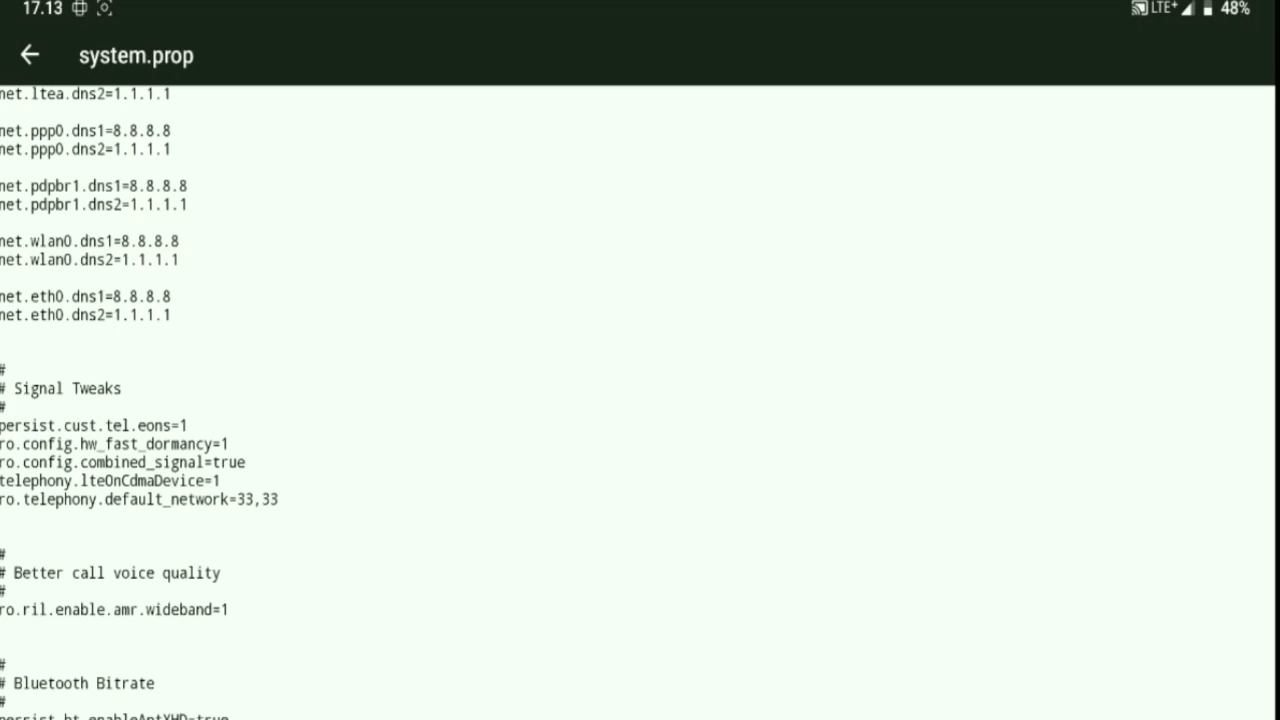 17.13 LTE+ 48%
system.prop
net.ltea.dns2=1.1.1.1
net.ppp0.dns1=8.8.8.8
net.ppp0.dns2=1.1.1.1
net.pdpbr1.dns1=8.8.8.8
net.pdpbr1.dns2=1.1.1.1
net.wlan0.dns1=8.8.8.8
net.wlan0.dns2=1.1.1.1
net.eth0.dns1=8.8.8.8
net.eth0.dns2=1.1.1.1
#
# Signal Tweaks
#
persist.cust.tel.eons=1
ro.config.hw_fast_dormancy=1
ro.config.combined_signal=true
telephony.lteOnCdmaDevice=1
ro.telephony.default_network=33,33
#
# Better call voice quality
#
ro.ril.enable.amr.wideband=1
#
# Bluetooth Bitrate
#
persist.bt.enableAptXHD=true